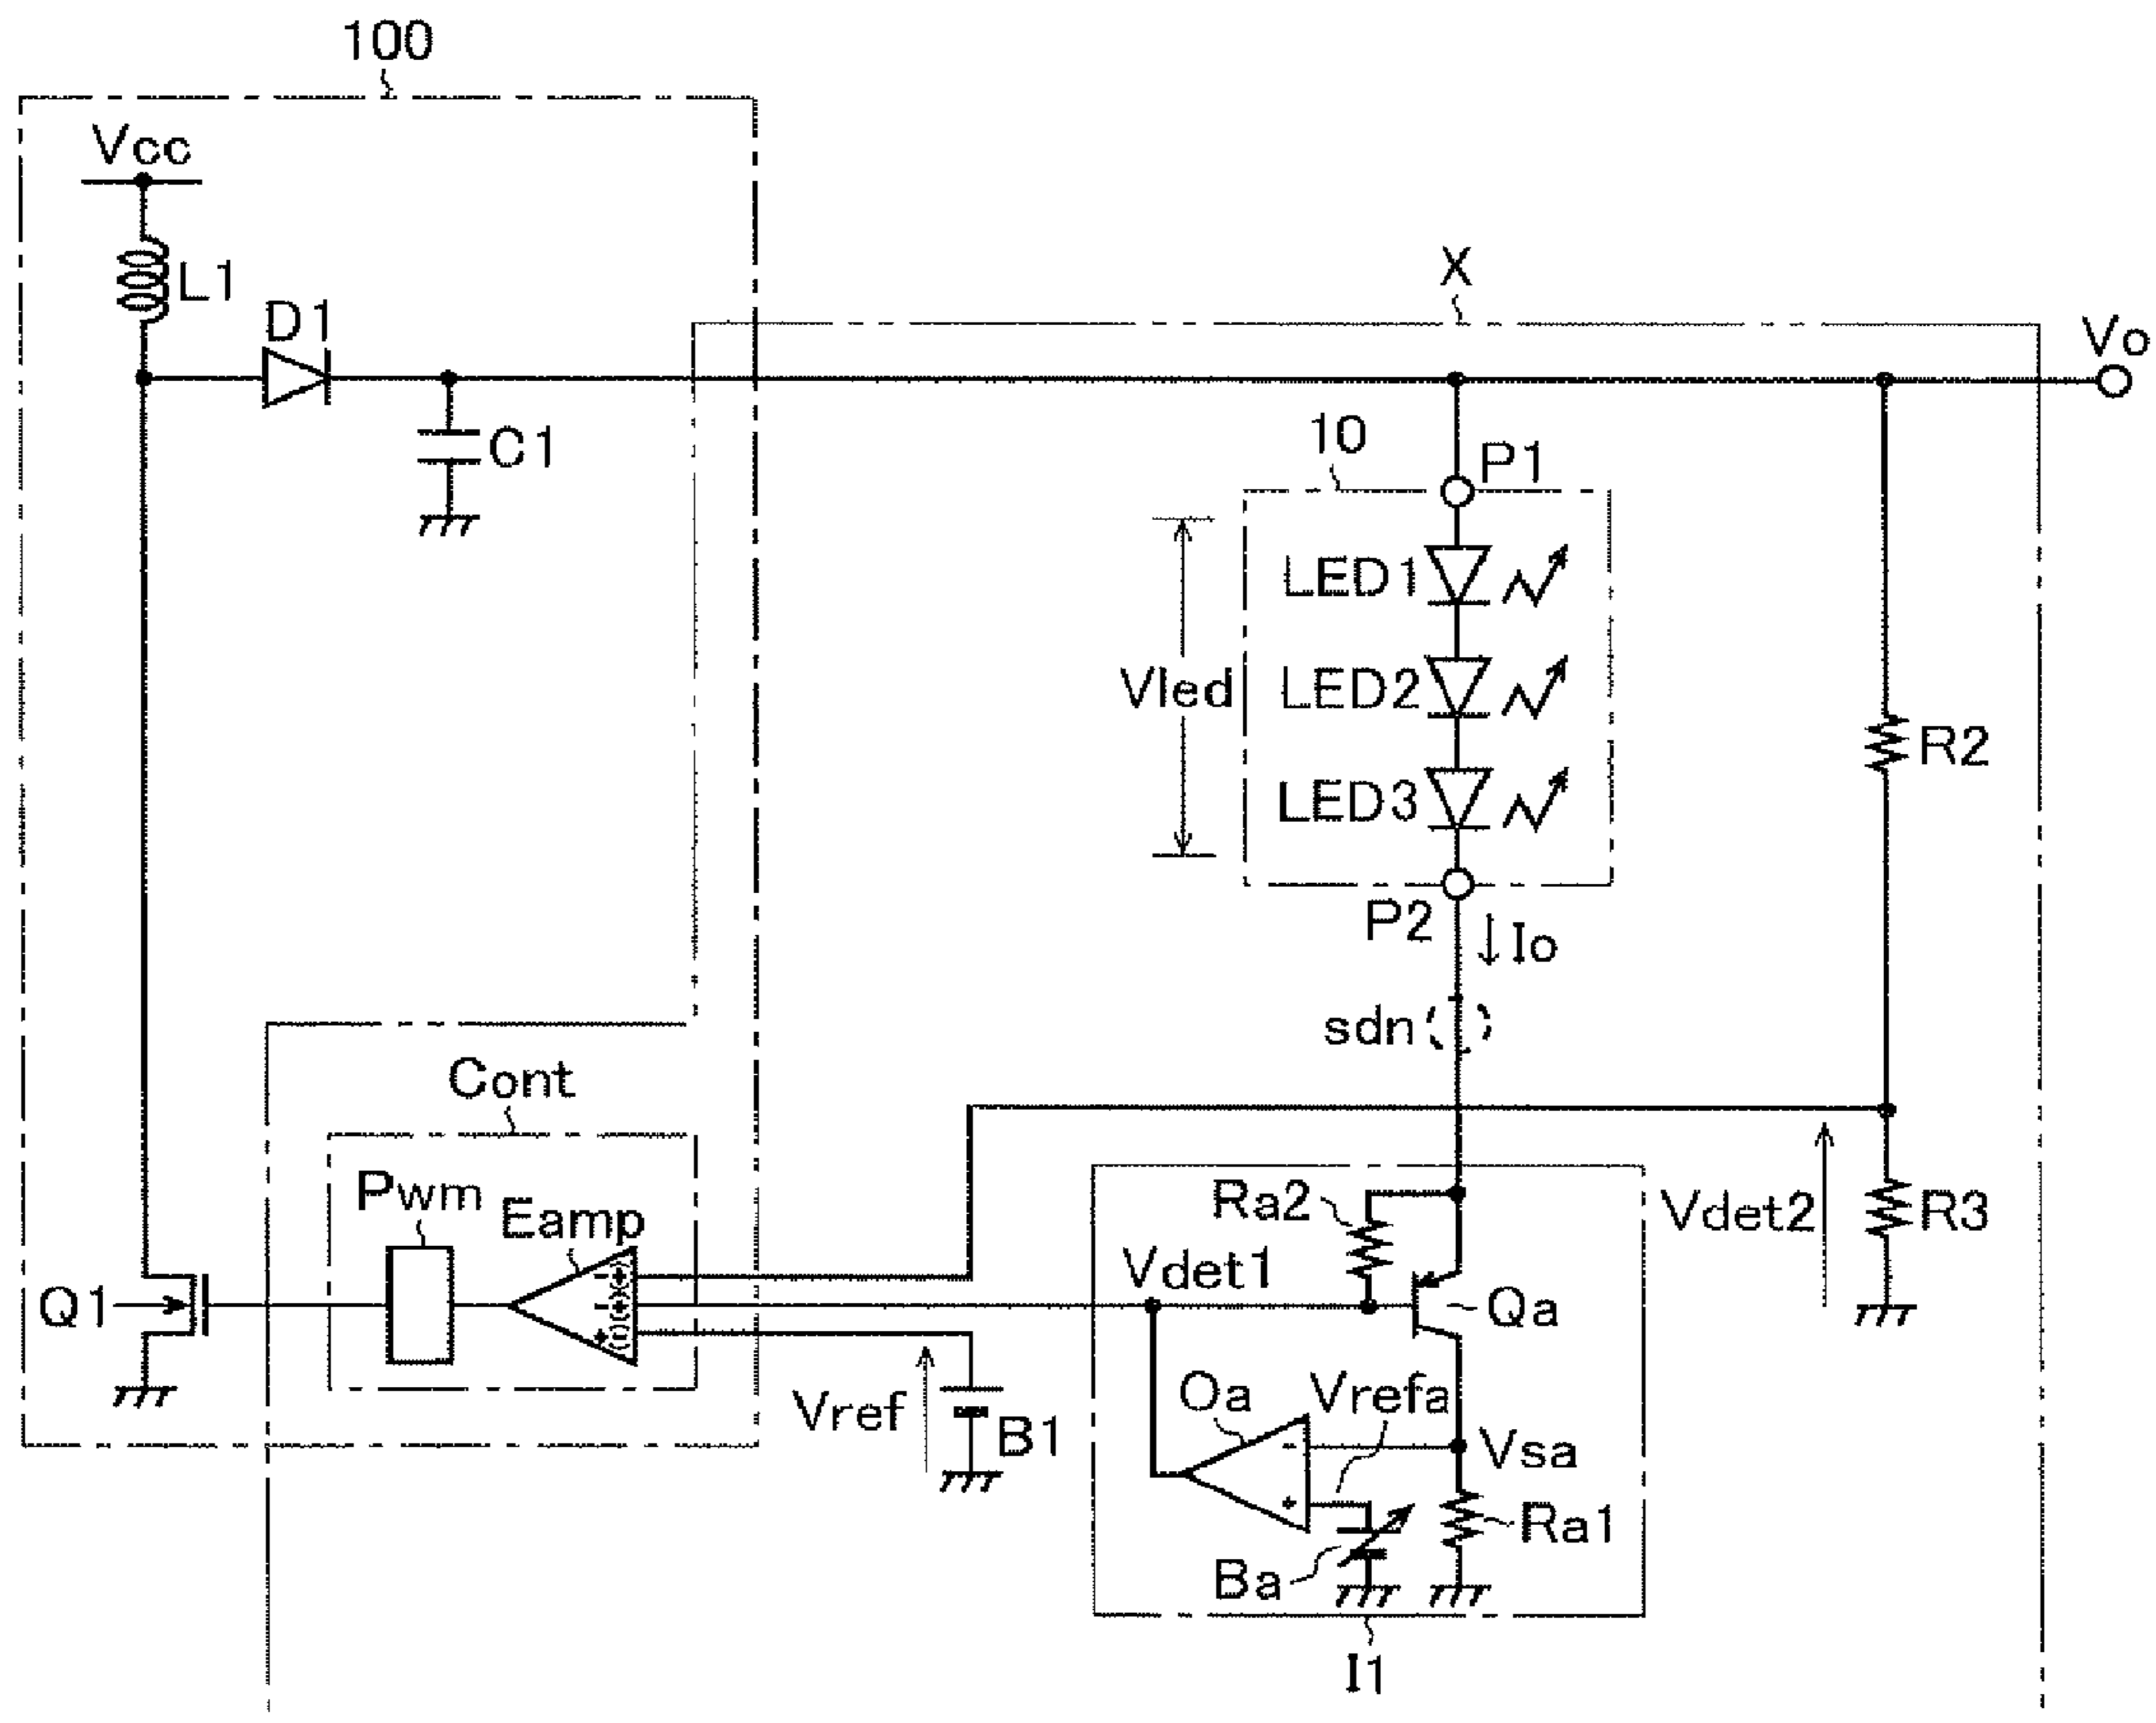 100
Vcc
L1
D1
C1
X
Vo
10
P1
LED1
Vled
LED2
LED3
R2
P2
Io
sdn
Cont
Pwm
Eamp
-(+)
-(+)
+(-)
Q1
Vref
B1
Ra2
Vdet1
Qa
Vdet2
R3
Oa
Vrefa
-
+
Vsa
Ra1
Ba
I1